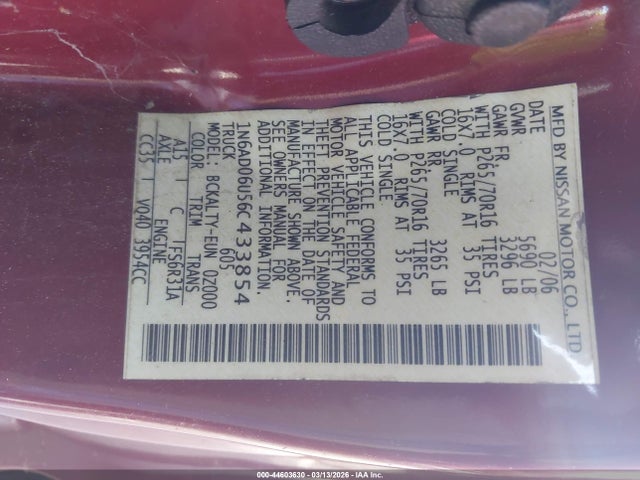 MFD BY NISSAN MOTOR CO., LTD
DATE 02/06
GVWR 5690 LB
GAWR FR 3296 LB
WITH P265/70R16 TIRES
16X7.0 RIMS AT 35 PSI
COLD SINGLE.
GAWR RR 3265 LB
WITH P265/70R16 TIRES
16X7.0 RIMS AT 35 PSI
COLD SINGLE.
THIS VEHICLE CONFORMS TO
ALL APPLICABLE FEDERAL
MOTOR VEHICLE SAFETY AND
THEFT PREVENTION STANDARDS
IN EFFECT ON THE DATE OF
MANUFACTURE SHOWN ABOVE.
SEE OWNERS MANUAL FOR
ADDITIONAL INFORMATION.
1N6AD06U56C433854
TRUCK 605
MODEL: BCKALTY-EUN 0Z000
COLOR TRIM TRANS
A15 C FS5R31A
AXLE ENGINE
CC35 VQ40 3954CC
000-44603630 - 03/13/2026 - IAA Inc.